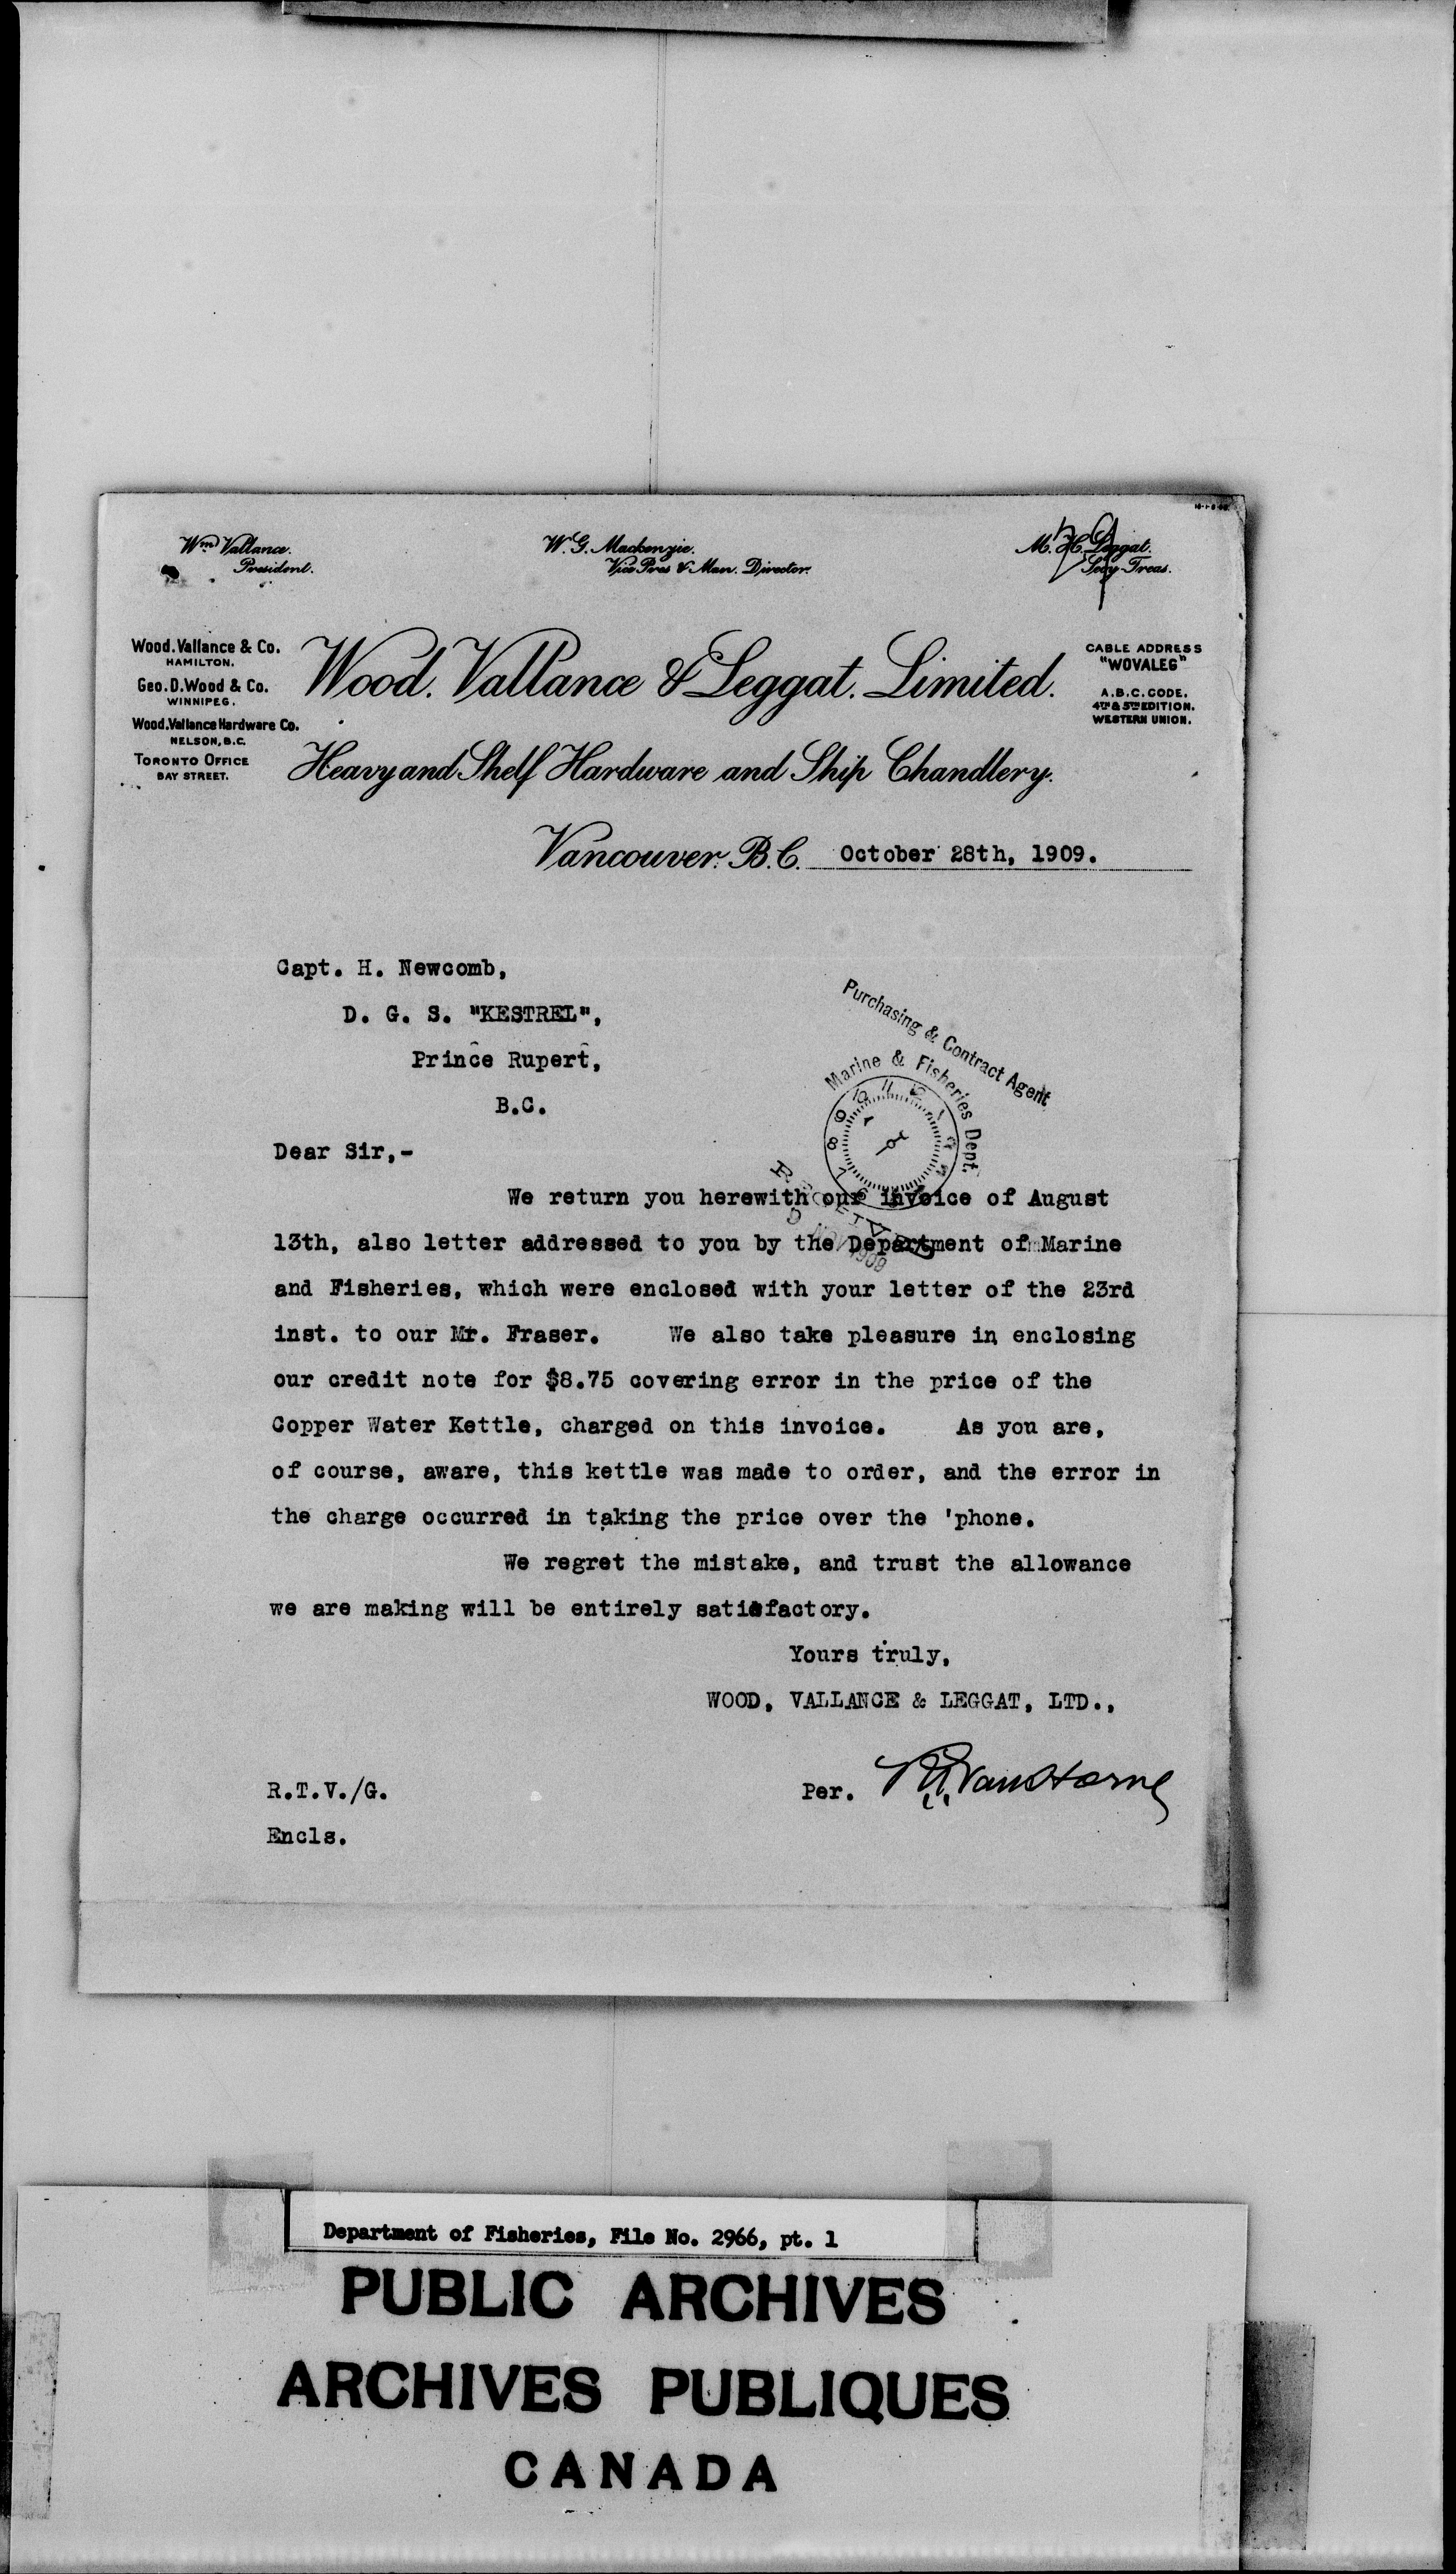 Wm Vallance.
President.
W. G. Mackenzie.
Vice Pres & Man. Director.
M. H. Leggat.
Secy-Treas.
Wood. Vallance & Co.
HAMILTON.
Geo. D. Wood & Co.
WINNIPEG.
Wood. Vallance Hardware Co.
NELSON, B.C.
TORONTO OFFICE
BAY STREET.
Wood. Vallance & Leggat. Limited.
Heavy and Shelf Hardware and Ship Chandlery.
CABLE ADDRESS
"WOVALEG"
A.B.C. CODE.
4TH & 5TH EDITION.
WESTERN UNION.
Vancouver. B.C. October 28th, 1909.
Capt. H. Newcomb,
D. G. S. "KESTREL",
Prince Rupert,
B.C.
Purchasing & Contract Agent
Marine & Fisheries Dept.
RECEIVED
NOV 1909
Dear Sir,-
We return you herewith our invoice of August
13th, also letter addressed to you by the Department of Marine
and Fisheries, which were enclosed with your letter of the 23rd
inst. to our Mr. Fraser. We also take pleasure in enclosing
our credit note for $8.75 covering error in the price of the
Copper Water Kettle, charged on this invoice. As you are,
of course, aware, this kettle was made to order, and the error in
the charge occurred in taking the price over the 'phone.
We regret the mistake, and trust the allowance
we are making will be entirely satisfactory.
Yours truly,
WOOD, VALLANCE & LEGGAT, LTD.,
Per. R.T. VanHorne
R.T.V./G.
Encls.
Department of Fisheries, File No. 2966, pt. 1
PUBLIC ARCHIVES
ARCHIVES PUBLIQUES
CANADA